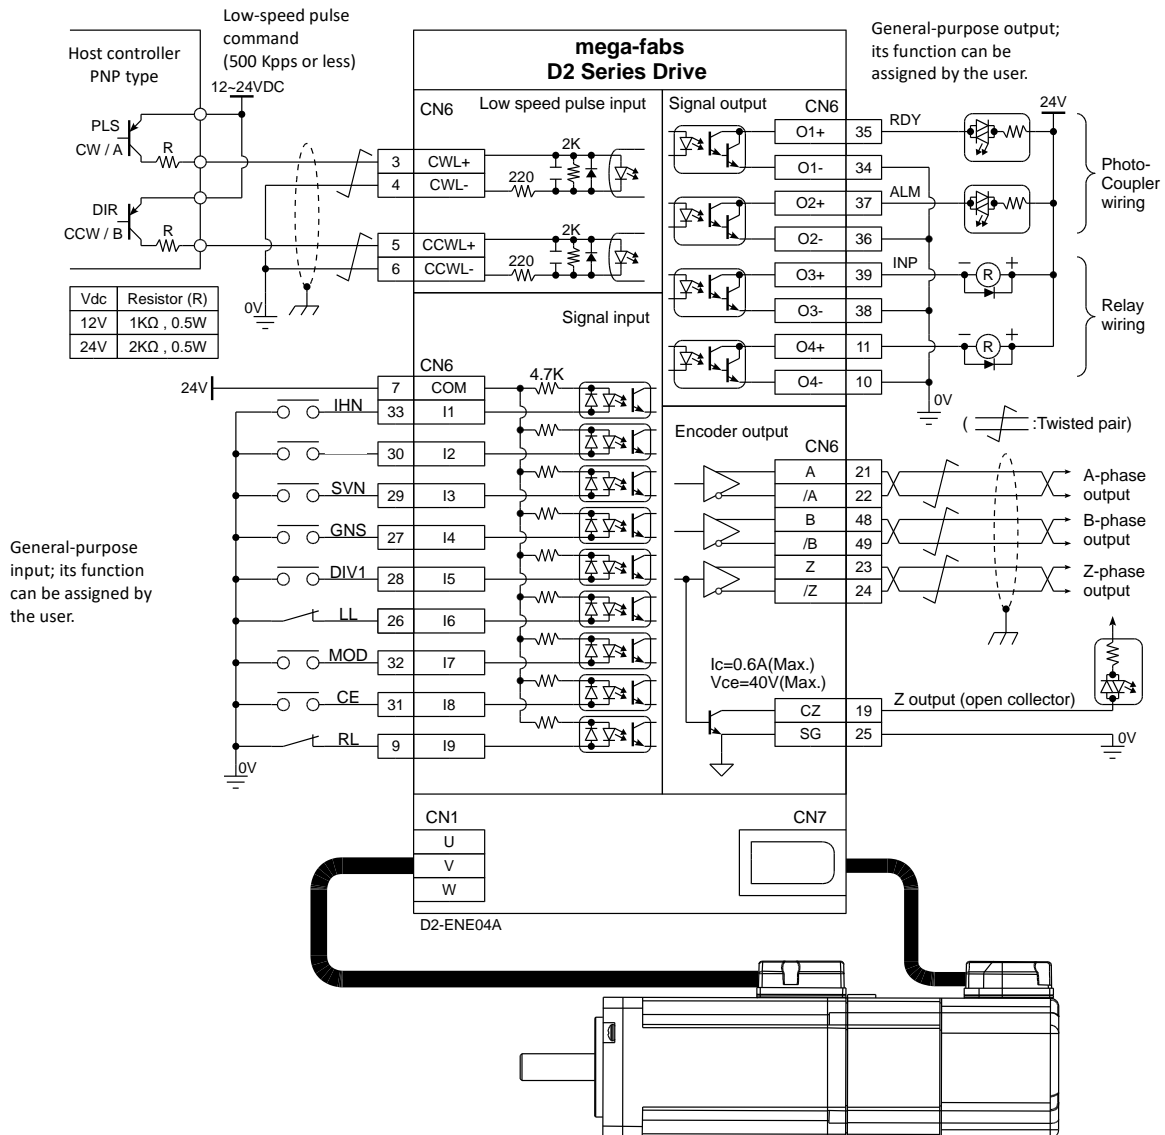 Low-speed pulse
command
(500 Kpps or less)
General-purpose output;
its function can be
assigned by the user.
mega-fabs
D2 Series Drive
Host controller
PNP type
12~24VDC
PLS
CW / A
R
DIR
CCW / B
R
Vdc Resistor (R)
12V 1KΩ , 0.5W
24V 2KΩ , 0.5W
0V
CN6 Low speed pulse input
3 CWL+
4 CWL-
220 2K
5 CCWL+
6 CCWL-
220 2K
Signal input
CN6
4.7K
24V 7 COM
IHN 33 I1
30 I2
SVN 29 I3
GNS 27 I4
DIV1 28 I5
LL 26 I6
MOD 32 I7
CE 31 I8
RL 9 I9
0V
General-purpose
input; its function
can be assigned by
the user.
Signal output CN6
O1+ 35 RDY
O1- 34
O2+ 37 ALM
O2- 36
O3+ 39 INP
O3- 38
O4+ 11
O4- 10
24V
Photo-
Coupler
wiring
R
− +
Relay
wiring
R
− +
0V
( :Twisted pair)
Encoder output
CN6
A 21
/A 22
B 48
/B 49
Z 23
/Z 24
A-phase
output
B-phase
output
Z-phase
output
Ic=0.6A(Max.)
Vce=40V(Max.)
CZ 19 Z output (open collector)
SG 25
0V
CN1
U
V
W
CN7
D2-ENE04A